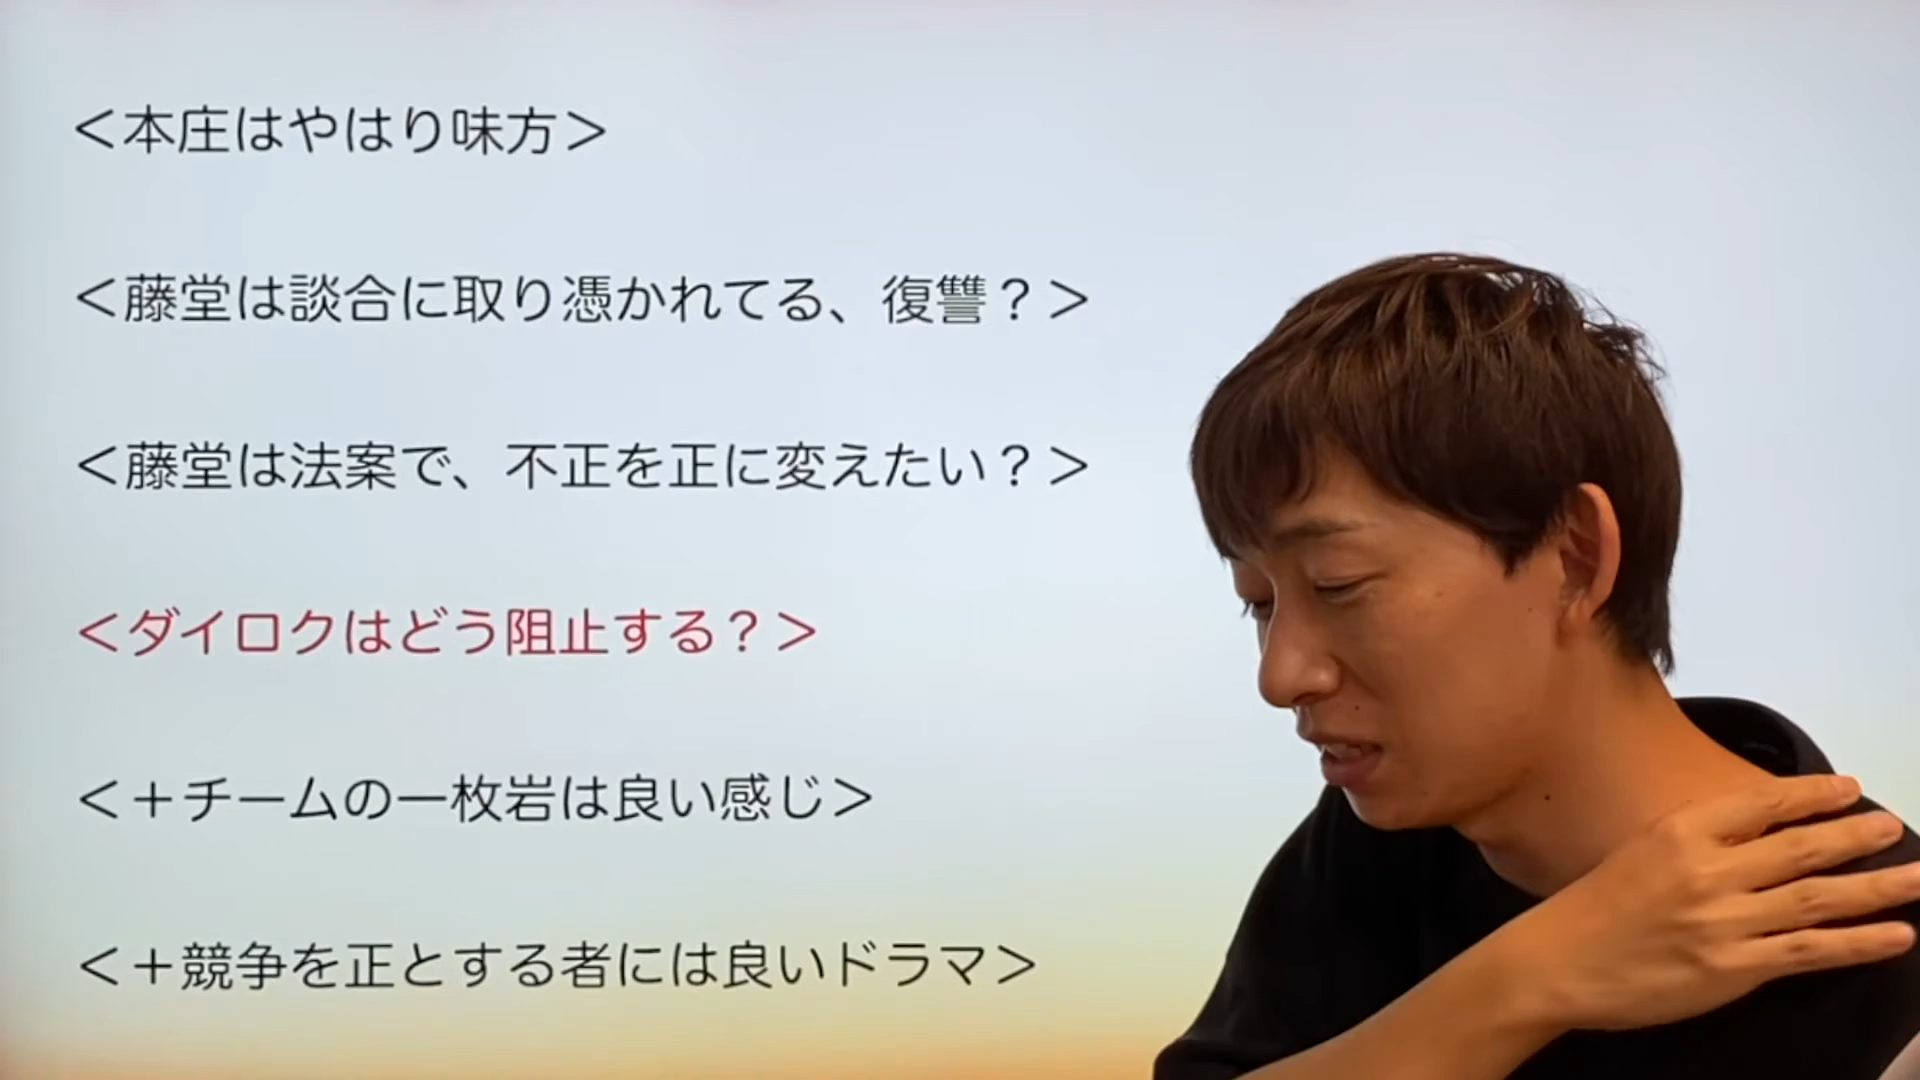 ＜本庄はやはり味方＞
＜藤堂は談合に取り憑かれてる、復讐？＞
＜藤堂は法案で、不正を正に変えたい？＞
＜ダイロクはどう阻止する？＞
＜＋チームの一枚岩は良い感じ＞
＜＋競争を正とする者には良いドラマ＞